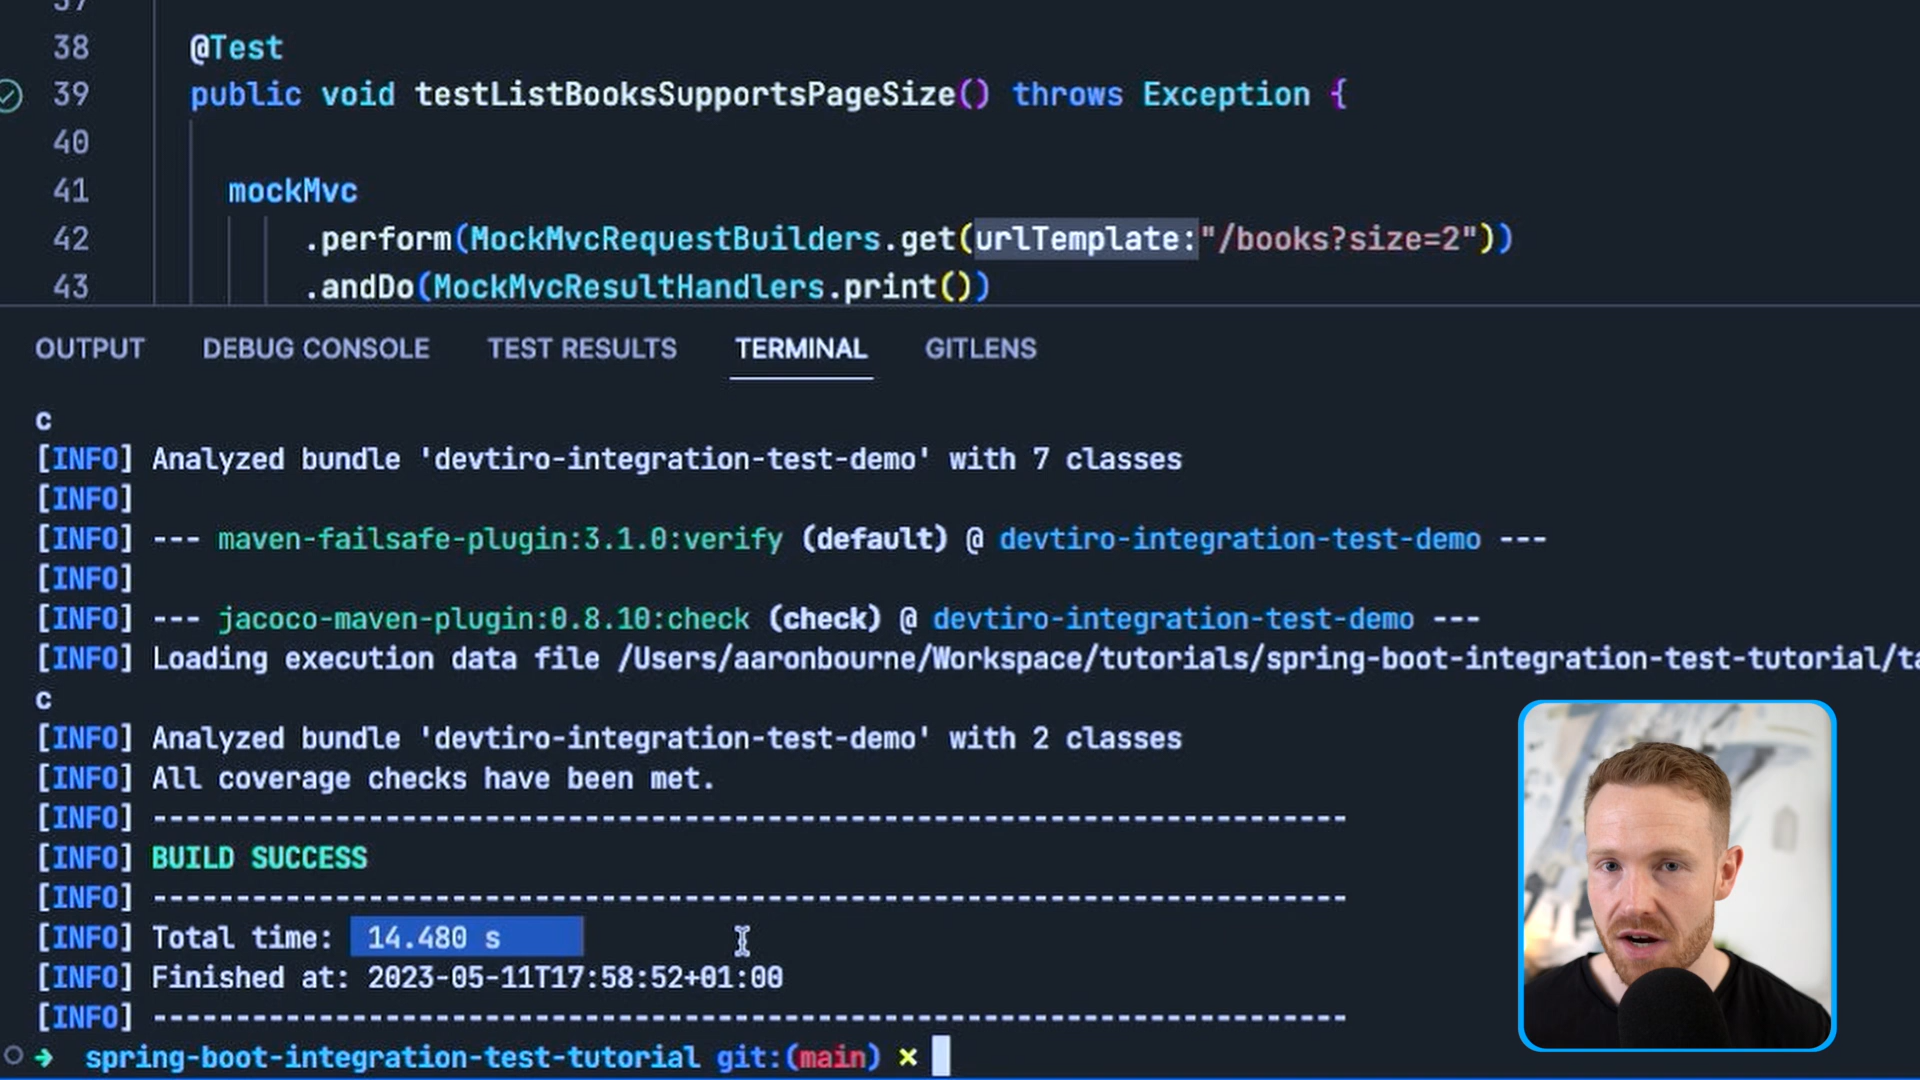 37
38 @Test
39 public void testListBooksSupportsPageSize() throws Exception {
40
41 mockMvc
42 .perform(MockMvcRequestBuilders.get(urlTemplate:"/books?size=2"))
43 .andDo(MockMvcResultHandlers.print())
OUTPUT DEBUG CONSOLE TEST RESULTS TERMINAL GITLENS
c
[INFO] Analyzed bundle 'devtiro-integration-test-demo' with 7 classes
[INFO]
[INFO] --- maven-failsafe-plugin:3.1.0:verify (default) @ devtiro-integration-test-demo ---
[INFO]
[INFO] --- jacoco-maven-plugin:0.8.10:check (check) @ devtiro-integration-test-demo ---
[INFO] Loading execution data file /Users/aaronbourne/Workspace/tutorials/spring-boot-integration-test-tutorial/ta
c
[INFO] Analyzed bundle 'devtiro-integration-test-demo' with 2 classes
[INFO] All coverage checks have been met.
[INFO] ------------------------------------------------------------------------
[INFO] BUILD SUCCESS
[INFO] ------------------------------------------------------------------------
[INFO] Total time: 14.480 s
[INFO] Finished at: 2023-05-11T17:58:52+01:00
[INFO] ------------------------------------------------------------------------
➜ spring-boot-integration-test-tutorial git:(main) ✗